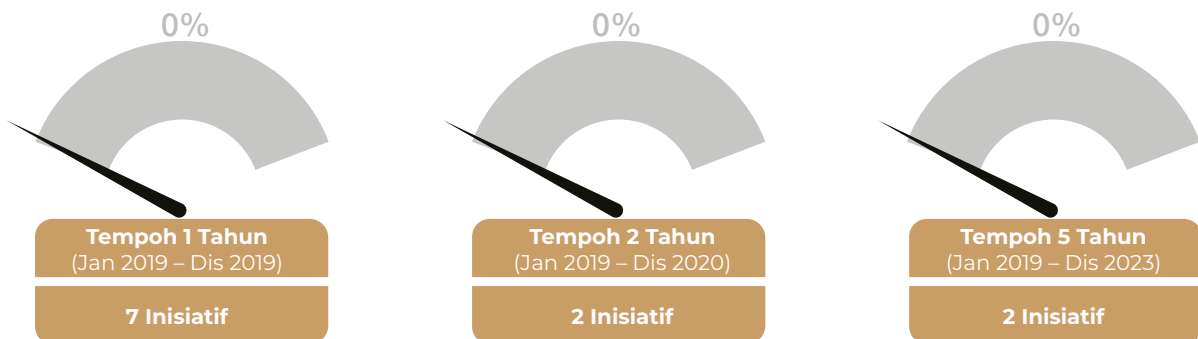 0%
0%
0%
Tempoh 1 Tahun
(Jan 2019 – Dis 2019)
7 Inisiatif
Tempoh 2 Tahun
(Jan 2019 – Dis 2020)
2 Inisiatif
Tempoh 5 Tahun
(Jan 2019 – Dis 2023)
2 Inisiatif